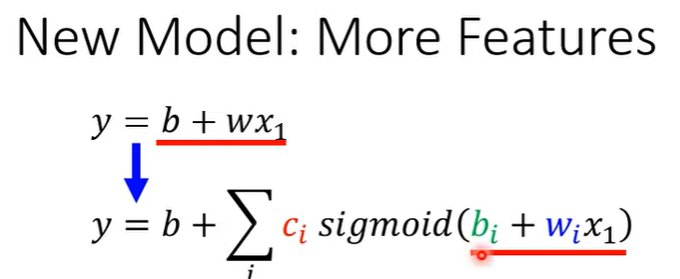 New Model: More Features
y = b + wx₁
y = b + ∑ cᵢ sigmoid(bᵢ + wᵢx₁)
i